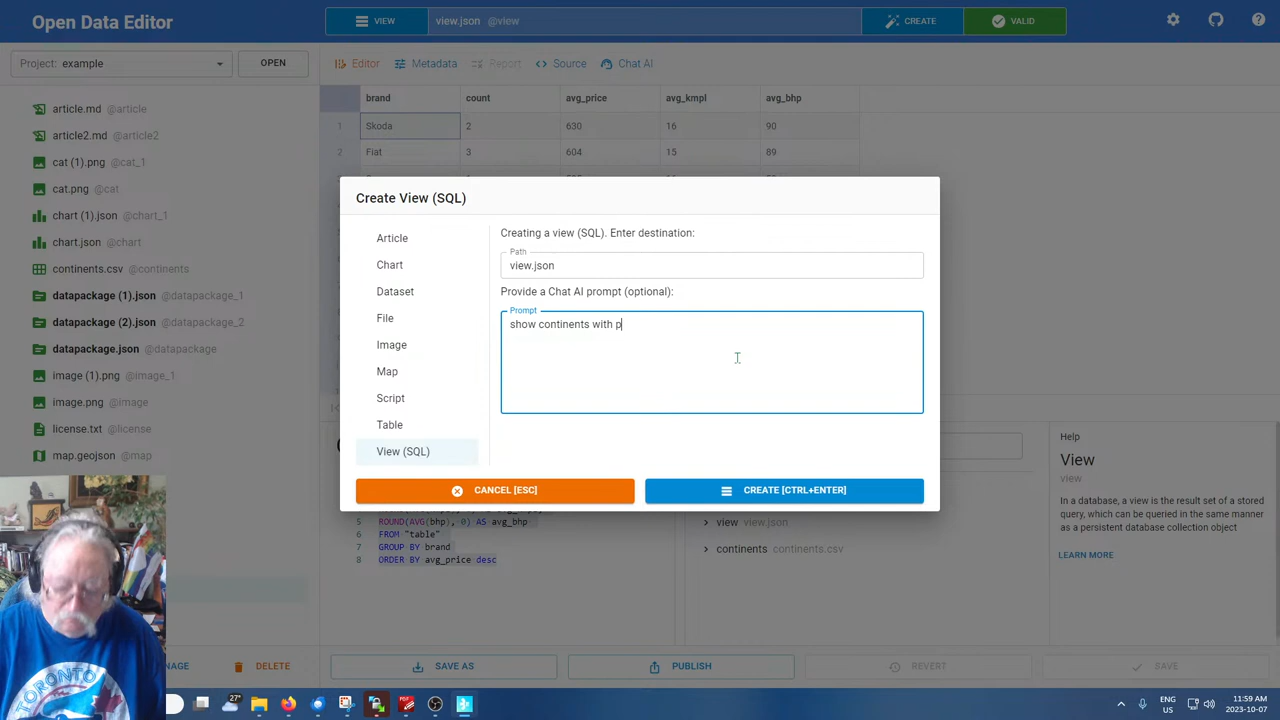 Open Data Editor
VIEW
view.json @view
CREATE
VALID
Project: example
OPEN
Editor
Metadata
Report
Source
Chat AI
article.md @article
article2.md @article2
cat (1).png @cat_1
cat.png @cat
chart (1).json @chart_1
chart.json @chart
continents.csv @continents
datapackage (1).json @datapackage_1
datapackage (2).json @datapackage_2
datapackage.json @datapackage
image (1).png @image_1
image.png @image
license.txt @license
map.geojson @map
brand count avg_price avg_kmpl avg_bhp
1 Skoda 2 630 16 90
2 Fiat 3 604 15 89
Create View (SQL)
Article
Chart
Dataset
File
Image
Map
Script
Table
View (SQL)
Creating a view (SQL). Enter destination:
Path
view.json
Provide a Chat AI prompt (optional):
Prompt
show continents with p
CANCEL [ESC]
CREATE [CTRL+ENTER]
5 ROUND(AVG(bhp), 0) AS avg_bhp
6 FROM "table"
7 GROUP BY brand
8 ORDER BY avg_price desc
view view.json
continents continents.csv
Help
View
view
In a database, a view is the result set of a stored
query, which can be queried in the same manner
as a persistent database collection object
LEARN MORE
NAGE
DELETE
SAVE AS
PUBLISH
REVERT
SAVE
TORONTO
27°
ENG
US
11:59 AM
2023-10-07